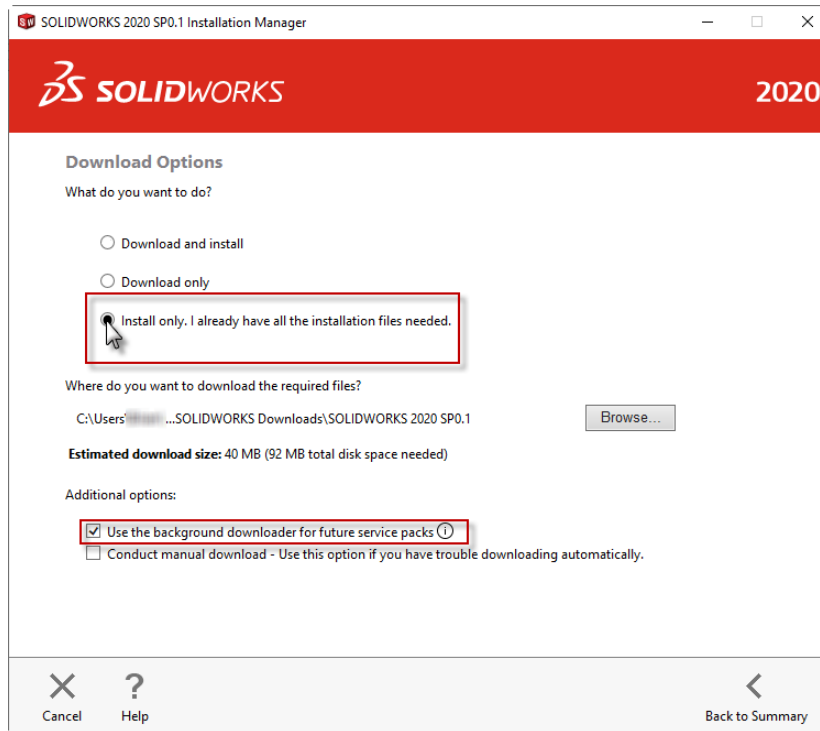 SOLIDWORKS 2020 SP0.1 Installation Manager
SOLIDWORKS
2020
Download Options
What do you want to do?
Download and install
Download only
Install only. I already have all the installation files needed.
Where do you want to download the required files?
C:\Users\ ...SOLIDWORKS Downloads\SOLIDWORKS 2020 SP0.1
Browse...
Estimated download size: 40 MB (92 MB total disk space needed)
Additional options:
Use the background downloader for future service packs
Conduct manual download - Use this option if you have trouble downloading automatically.
Cancel
Help
Back to Summary